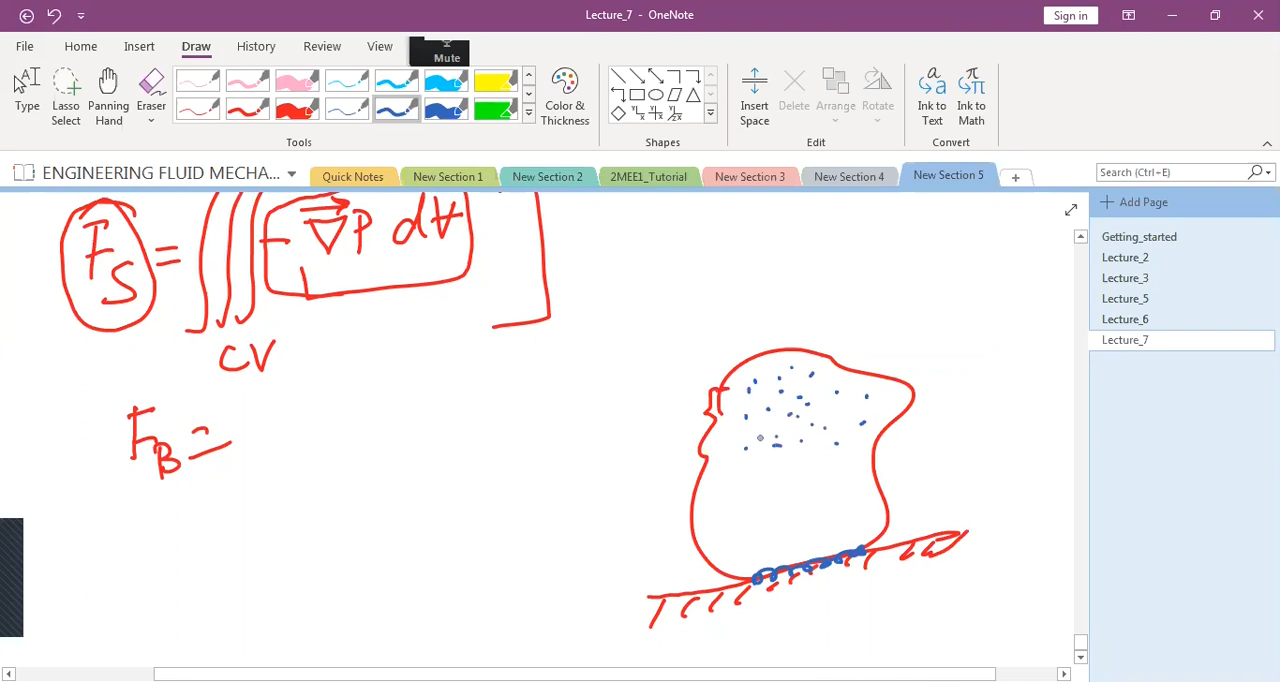 Lecture_7 - OneNote
Sign in
File Home Insert Draw History Review View
Mute
Type
Lasso Select
Panning Hand
Eraser
Color & Thickness
Insert Space
Delete
Arrange
Rotate
Ink to Text
Ink to Math
Tools
Shapes
Edit
Convert
ENGINEERING FLUID MECHA...
Quick Notes
New Section 1
New Section 2
2MEE1_Tutorial
New Section 3
New Section 4
New Section 5
Search (Ctrl+E)
Add Page
Getting_started
Lecture_2
Lecture_3
Lecture_5
Lecture_6
Lecture_7
F_S = ∭ - ∇P dV
CV
F_B =